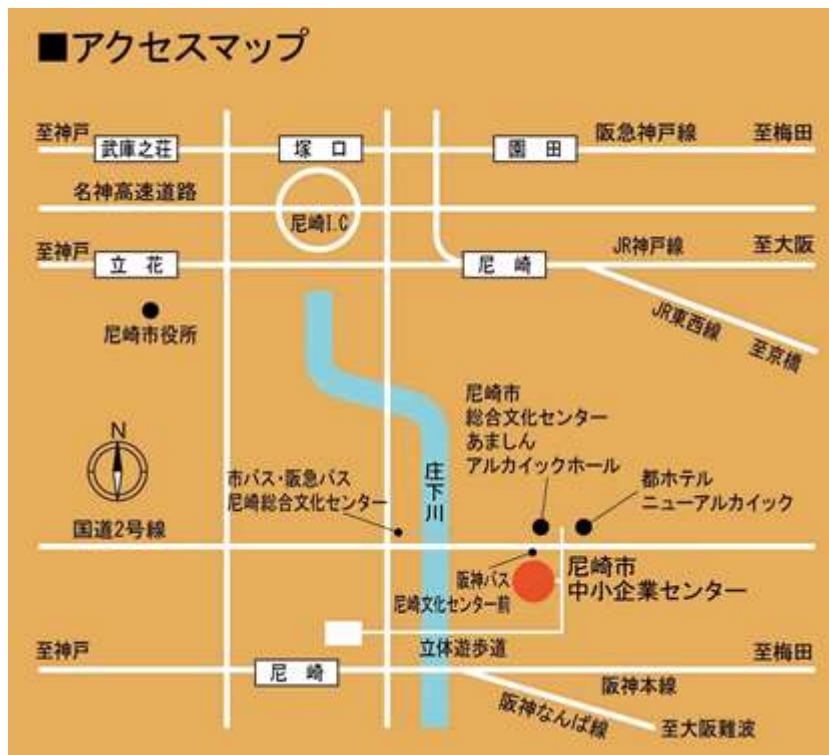 ■アクセスマップ
至神戸
武庫之荘
塚口
園田
阪急神戸線
至梅田
名神高速道路
尼崎I.C
至神戸
立花
尼崎
JR神戸線
至大阪
JR東西線
至京橋
尼崎市役所
N
国道2号線
市バス・阪急バス
尼崎総合文化センター
庄下川
尼崎市
総合文化センター
あましん
アルカイックホール
都ホテル
ニューアルカイック
阪神バス
尼崎文化センター前
尼崎市
中小企業センター
立体遊歩道
至神戸
尼崎
阪神本線
至梅田
阪神なんば線
至大阪難波